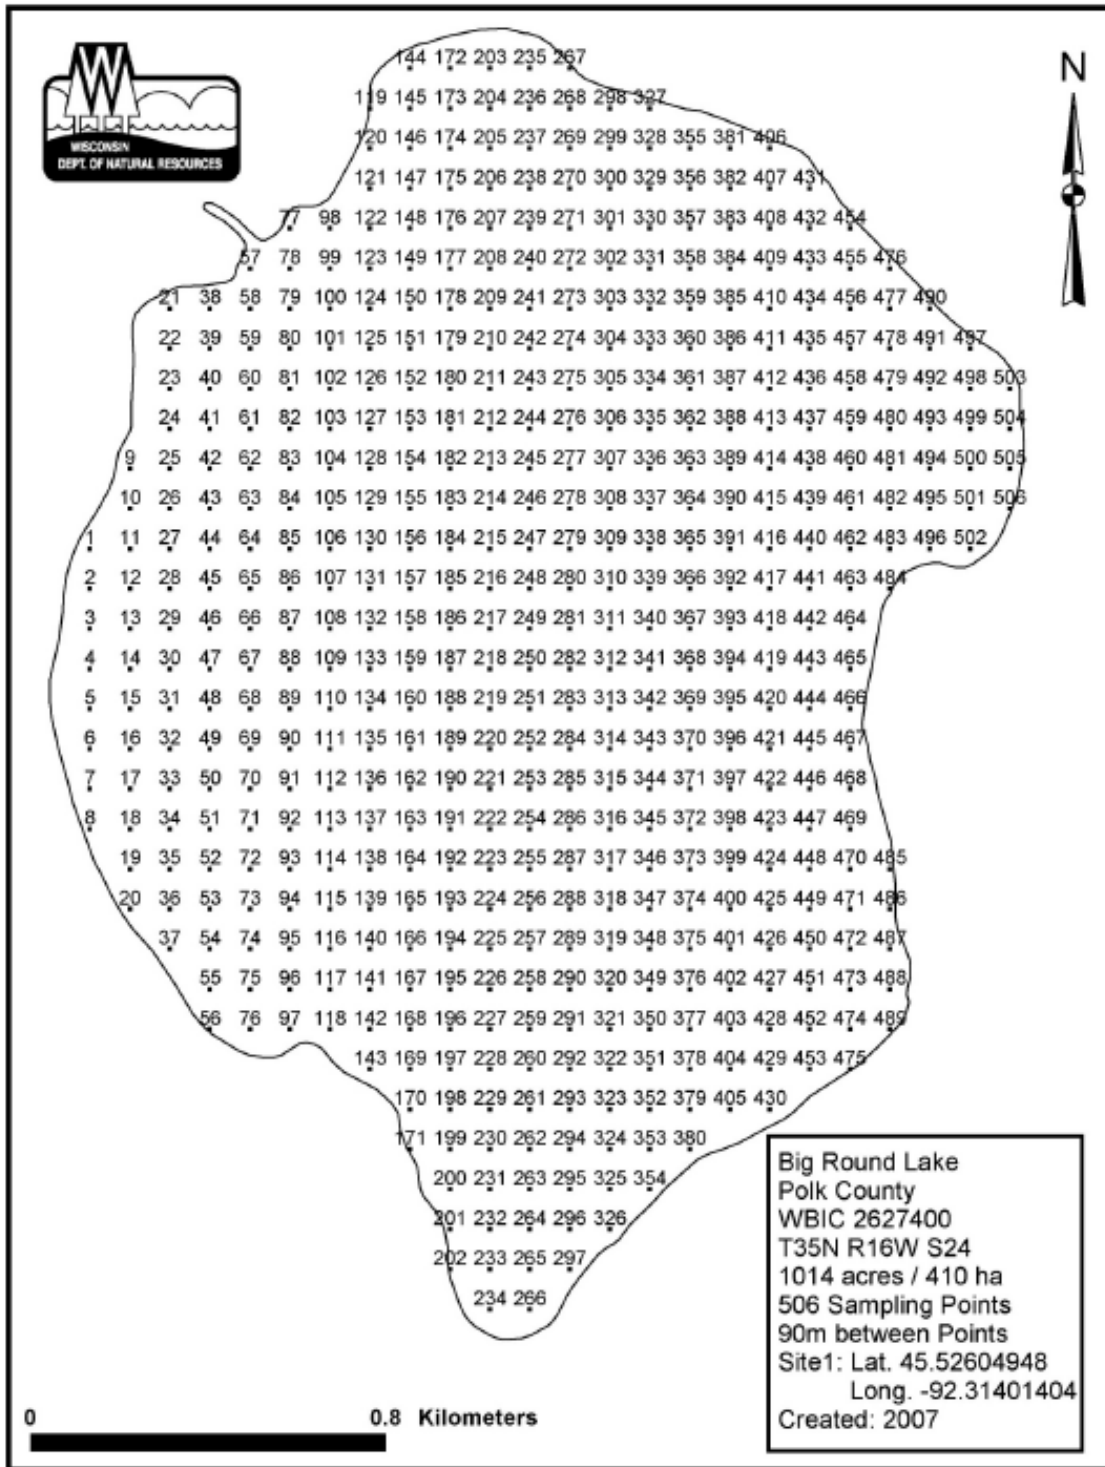 WISCONSIN
DEPT. OF NATURAL RESOURCES
N
144 172 203 235 267
119 145 173 204 236 268 298 327
120 146 174 205 237 269 299 328 355 381 406
121 147 175 206 238 270 300 329 356 382 407 431
77 98 122 148 176 207 239 271 301 330 357 383 408 432 454
57 78 99 123 149 177 208 240 272 302 331 358 384 409 433 455 476
21 38 58 79 100 124 150 178 209 241 273 303 332 359 385 410 434 456 477 490
22 39 59 80 101 125 151 179 210 242 274 304 333 360 386 411 435 457 478 491 497
23 40 60 81 102 126 152 180 211 243 275 305 334 361 387 412 436 458 479 492 498 503
24 41 61 82 103 127 153 181 212 244 276 306 335 362 388 413 437 459 480 493 499 504
9 25 42 62 83 104 128 154 182 213 245 277 307 336 363 389 414 438 460 481 494 500 505
10 26 43 63 84 105 129 155 183 214 246 278 308 337 364 390 415 439 461 482 495 501 506
1 11 27 44 64 85 106 130 156 184 215 247 279 309 338 365 391 416 440 462 483 496 502
2 12 28 45 65 86 107 131 157 185 216 248 280 310 339 366 392 417 441 463 484
3 13 29 46 66 87 108 132 158 186 217 249 281 311 340 367 393 418 442 464
4 14 30 47 67 88 109 133 159 187 218 250 282 312 341 368 394 419 443 465
5 15 31 48 68 89 110 134 160 188 219 251 283 313 342 369 395 420 444 466
6 16 32 49 69 90 111 135 161 189 220 252 284 314 343 370 396 421 445 467
7 17 33 50 70 91 112 136 162 190 221 253 285 315 344 371 397 422 446 468
8 18 34 51 71 92 113 137 163 191 222 254 286 316 345 372 398 423 447 469
19 35 52 72 93 114 138 164 192 223 255 287 317 346 373 399 424 448 470 485
20 36 53 73 94 115 139 165 193 224 256 288 318 347 374 400 425 449 471 486
37 54 74 95 116 140 166 194 225 257 289 319 348 375 401 426 450 472 487
55 75 96 117 141 167 195 226 258 290 320 349 376 402 427 451 473 488
56 76 97 118 142 168 196 227 259 291 321 350 377 403 428 452 474 489
143 169 197 228 260 292 322 351 378 404 429 453 475
170 198 229 261 293 323 352 379 405 430
171 199 230 262 294 324 353 380
200 231 263 295 325 354
201 232 264 296 326
202 233 265 297
234 266
Big Round Lake
Polk County
WBIC 2627400
T35N R16W S24
1014 acres / 410 ha
506 Sampling Points
90m between Points
Site1: Lat. 45.52604948
Long. -92.31401404
Created: 2007
0 0.8 Kilometers